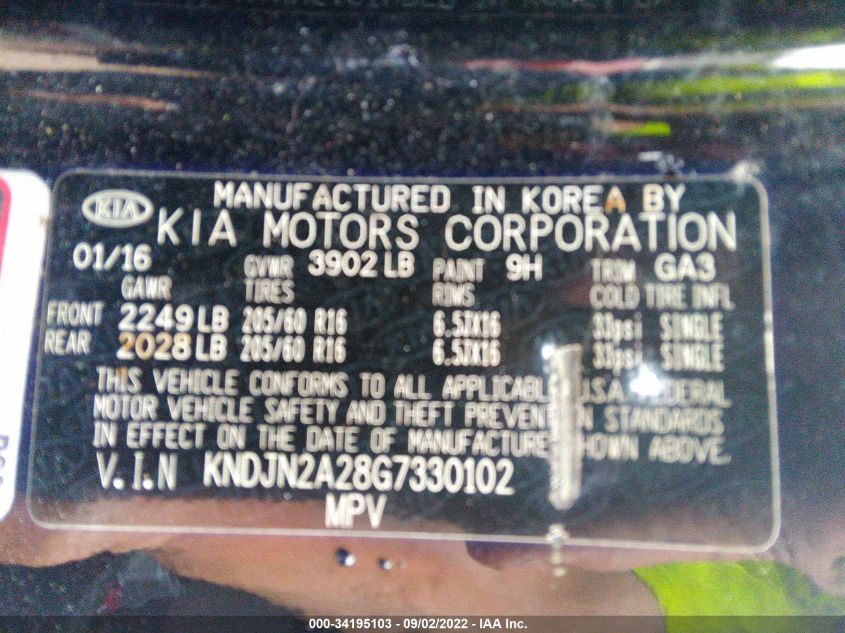 MANUFACTURED IN KOREA BY
KIA KIA MOTORS CORPORATION
01/16 GVWR 3902 LB PAINT 9H TRIM GA3
GAWR TIRES RIMS COLD TIRE INFL
FRONT 2249 LB 205/60 R16 6.5JX16 33psi SINGLE
REAR 2028 LB 205/60 R16 6.5JX16 33psi SINGLE
THIS VEHICLE CONFORMS TO ALL APPLICABLE U.S.A. FEDERAL
MOTOR VEHICLE SAFETY AND THEFT PREVENTION STANDARDS
IN EFFECT ON THE DATE OF MANUFACTURE SHOWN ABOVE.
V.I.N KNDJN2A28G7330102
MPV
000-34195103 - 09/02/2022 - IAA Inc.